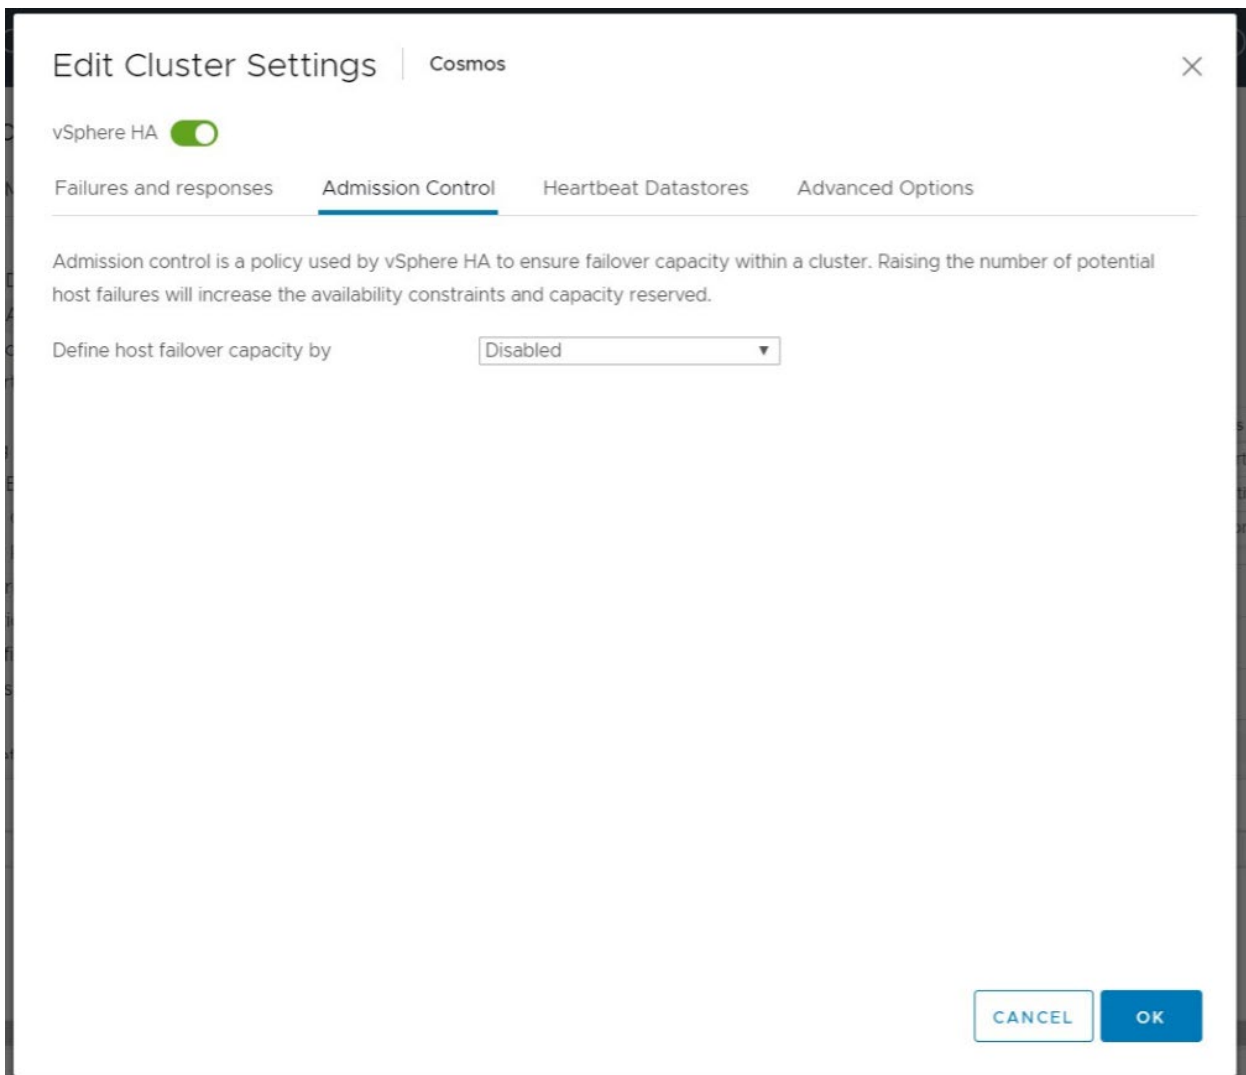 Edit Cluster Settings Cosmos
vSphere HA
Failures and responses Admission Control Heartbeat Datastores Advanced Options
Admission control is a policy used by vSphere HA to ensure failover capacity within a cluster. Raising the number of potential
host failures will increase the availability constraints and capacity reserved.
Define host failover capacity by Disabled
CANCEL OK